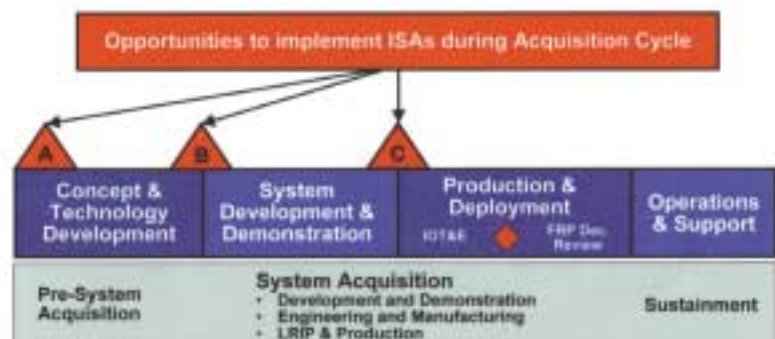 Opportunities to implement ISAs during Acquisition Cycle
A
B
C
Concept &
Technology
Development
System
Development &
Demonstration
Production &
Deployment
IOT&E
FRP Dec.
Review
Operations
& Support
Pre-System
Acquisition
System Acquisition
• Development and Demonstration
• Engineering and Manufacturing
• LRIP & Production
Sustainment